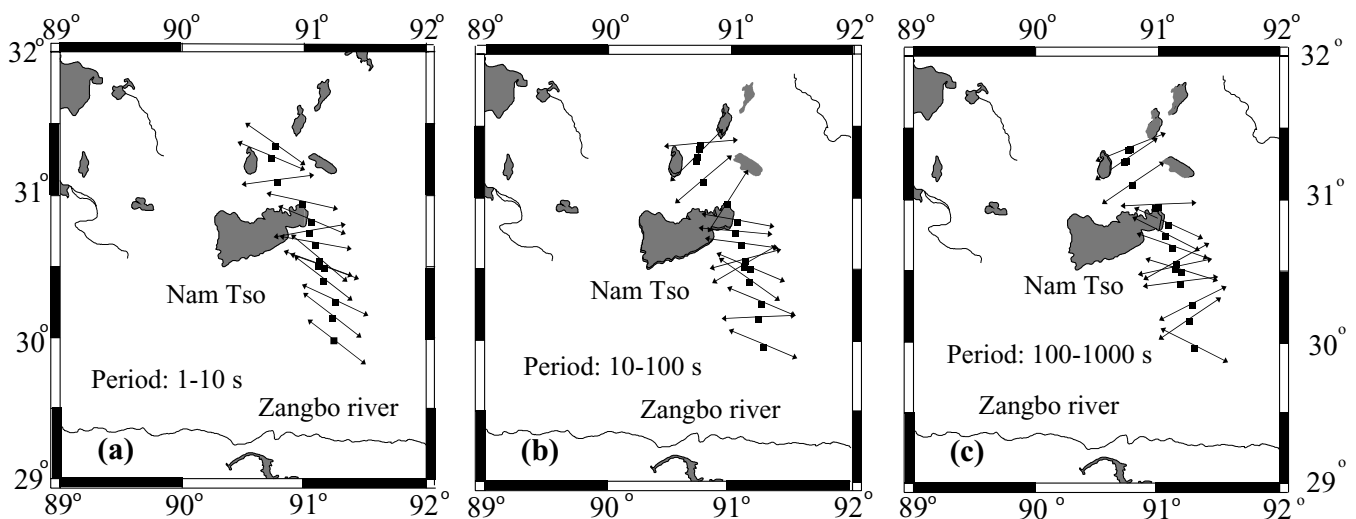 89° 90° 91° 92° 89° 90° 91° 92° 89° 90° 91° 92°
32° 32°
31° 31°
30° 30°
29° 29°
Nam Tso
Period: 1-10 s
Zangbo river
(a)
Nam Tso
Period: 10-100 s
Zangbo river
(b)
Nam Tso
Period: 100-1000 s
Zangbo river
(c)
89° 90° 91° 92° 89° 90° 91° 92° 89° 90° 91° 92°